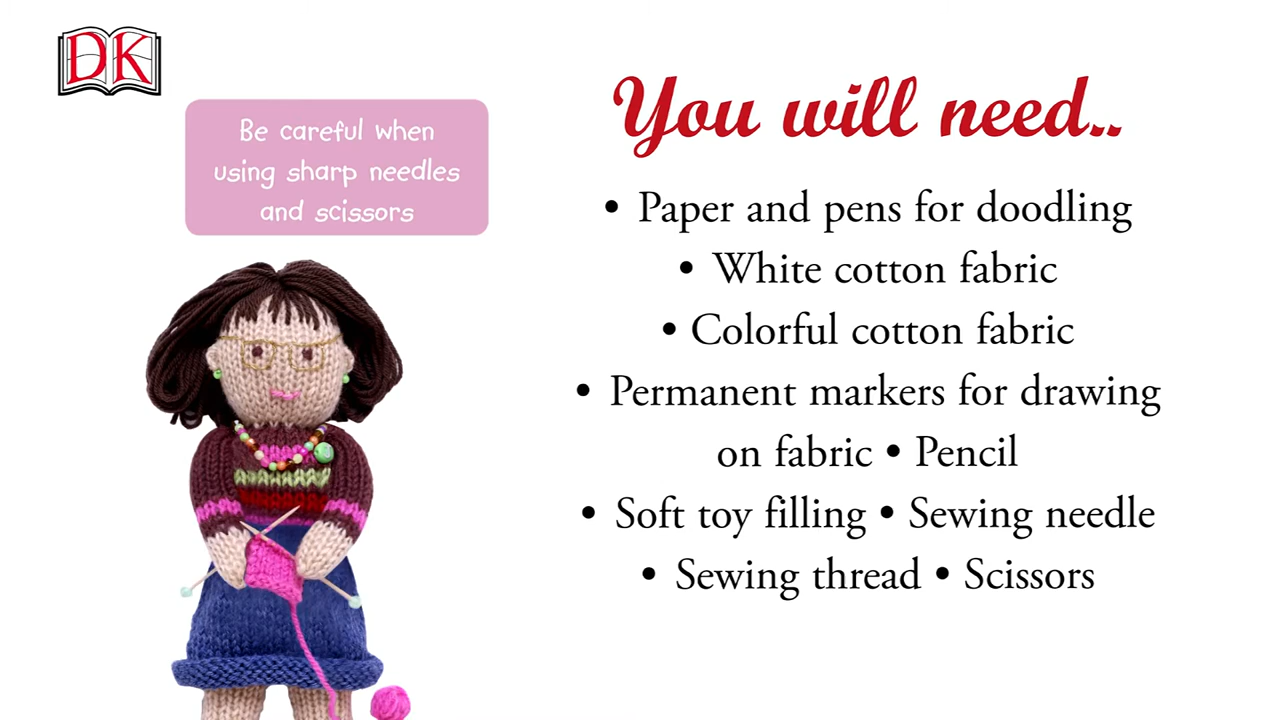 DK
Be careful when
using sharp needles
and scissors
You will need..
• Paper and pens for doodling
• White cotton fabric
• Colorful cotton fabric
• Permanent markers for drawing
on fabric • Pencil
• Soft toy filling • Sewing needle
• Sewing thread • Scissors